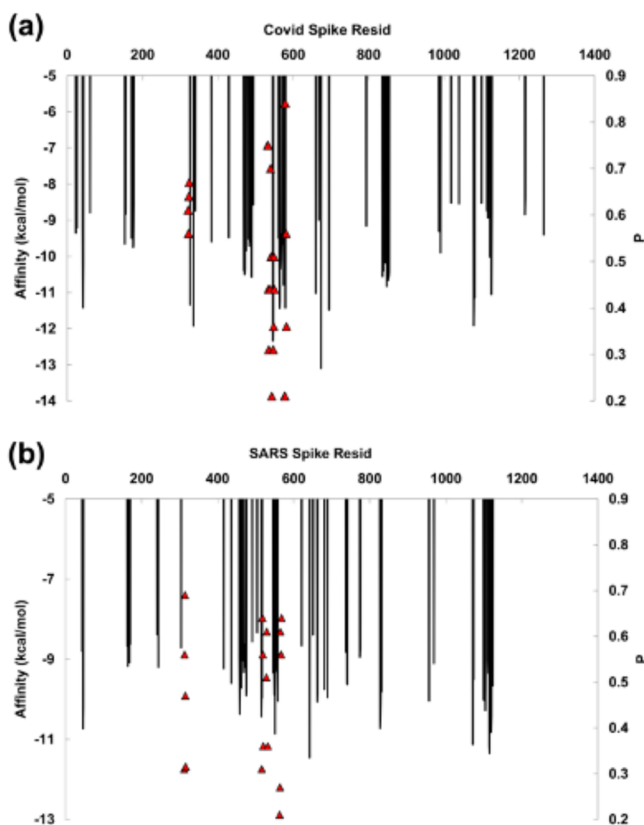 (a)
Covid Spike Resid
0 200 400 600 800 1000 1200 1400
-5 0.9
-6 0.8
-7 0.7
-8
-9 0.6
-10 0.5
-11 0.4
-12
-13 0.3
-14 0.2
Affinity (kcal/mol)
P
(b)
SARS Spike Resid
0 200 400 600 800 1000 1200 1400
-5 0.9
0.8
-7 0.7
0.6
-9 0.5
-11 0.4
0.3
-13 0.2
Affinity (kcal/mol)
P